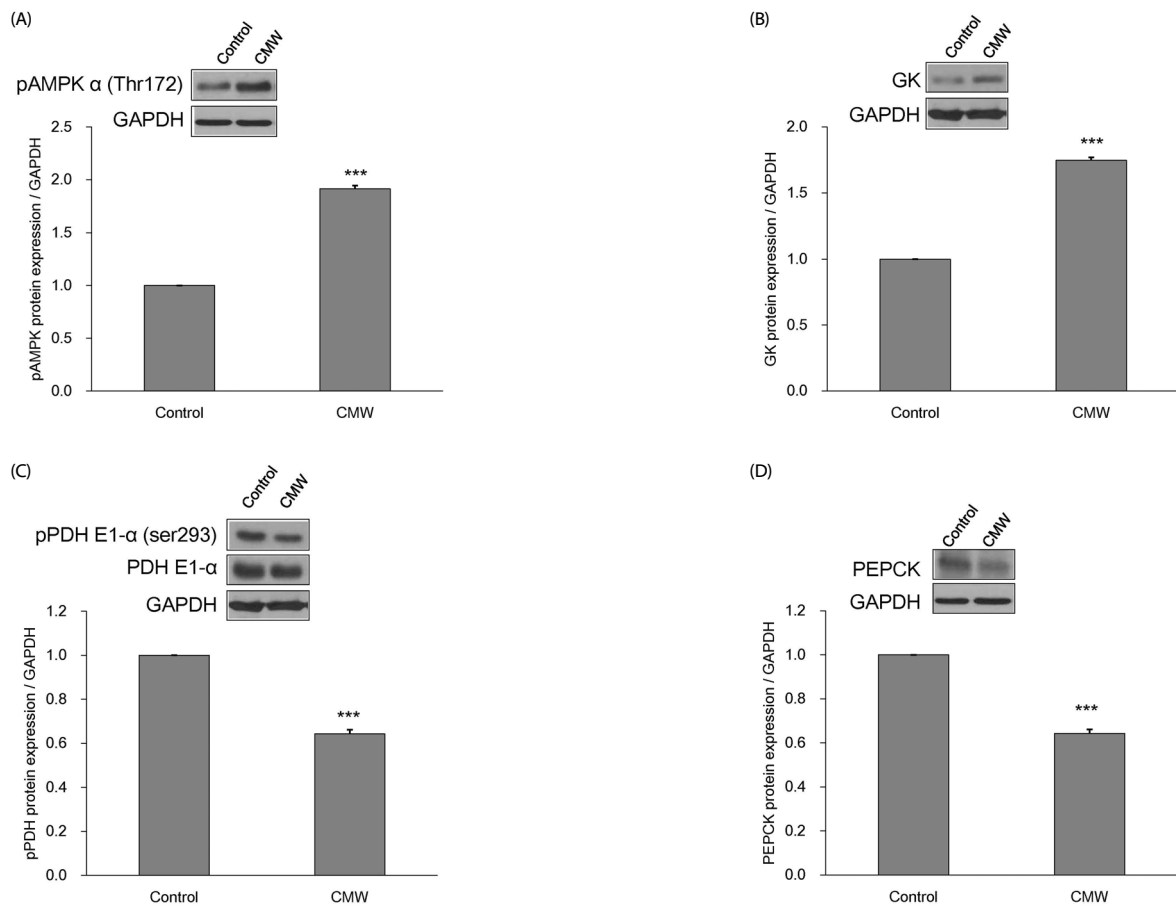 (A)
Control
CMW
pAMPK α (Thr172)
GAPDH
pAMPK protein expression / GAPDH
2.5
2.0
1.5
1.0
0.5
0.0
***
Control
CMW
(B)
Control
CMW
GK
GAPDH
GK protein expression / GAPDH
2.0
1.5
1.0
0.5
0.0
***
Control
CMW
(C)
Control
CMW
pPDH E1-α (ser293)
PDH E1-α
GAPDH
pPDH protein expression / GAPDH
1.2
1.0
0.8
0.6
0.4
0.2
0.0
***
Control
CMW
(D)
Control
CMW
PEPCK
GAPDH
PEPCK protein expression / GAPDH
1.2
1.0
0.8
0.6
0.4
0.2
0.0
***
Control
CMW